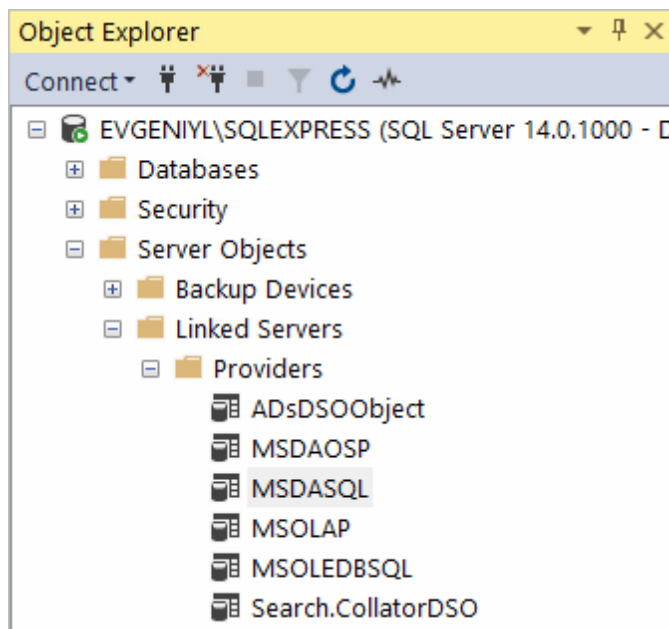 Object Explorer
Connect
EVGENIYL\SQLEXPRESS (SQL Server 14.0.1000 -
Databases
Security
Server Objects
Backup Devices
Linked Servers
Providers
ADsDSOObject
MSDAOSP
MSDASQL
MSOLAP
MSOLEDBSQL
Search.CollatorDSO